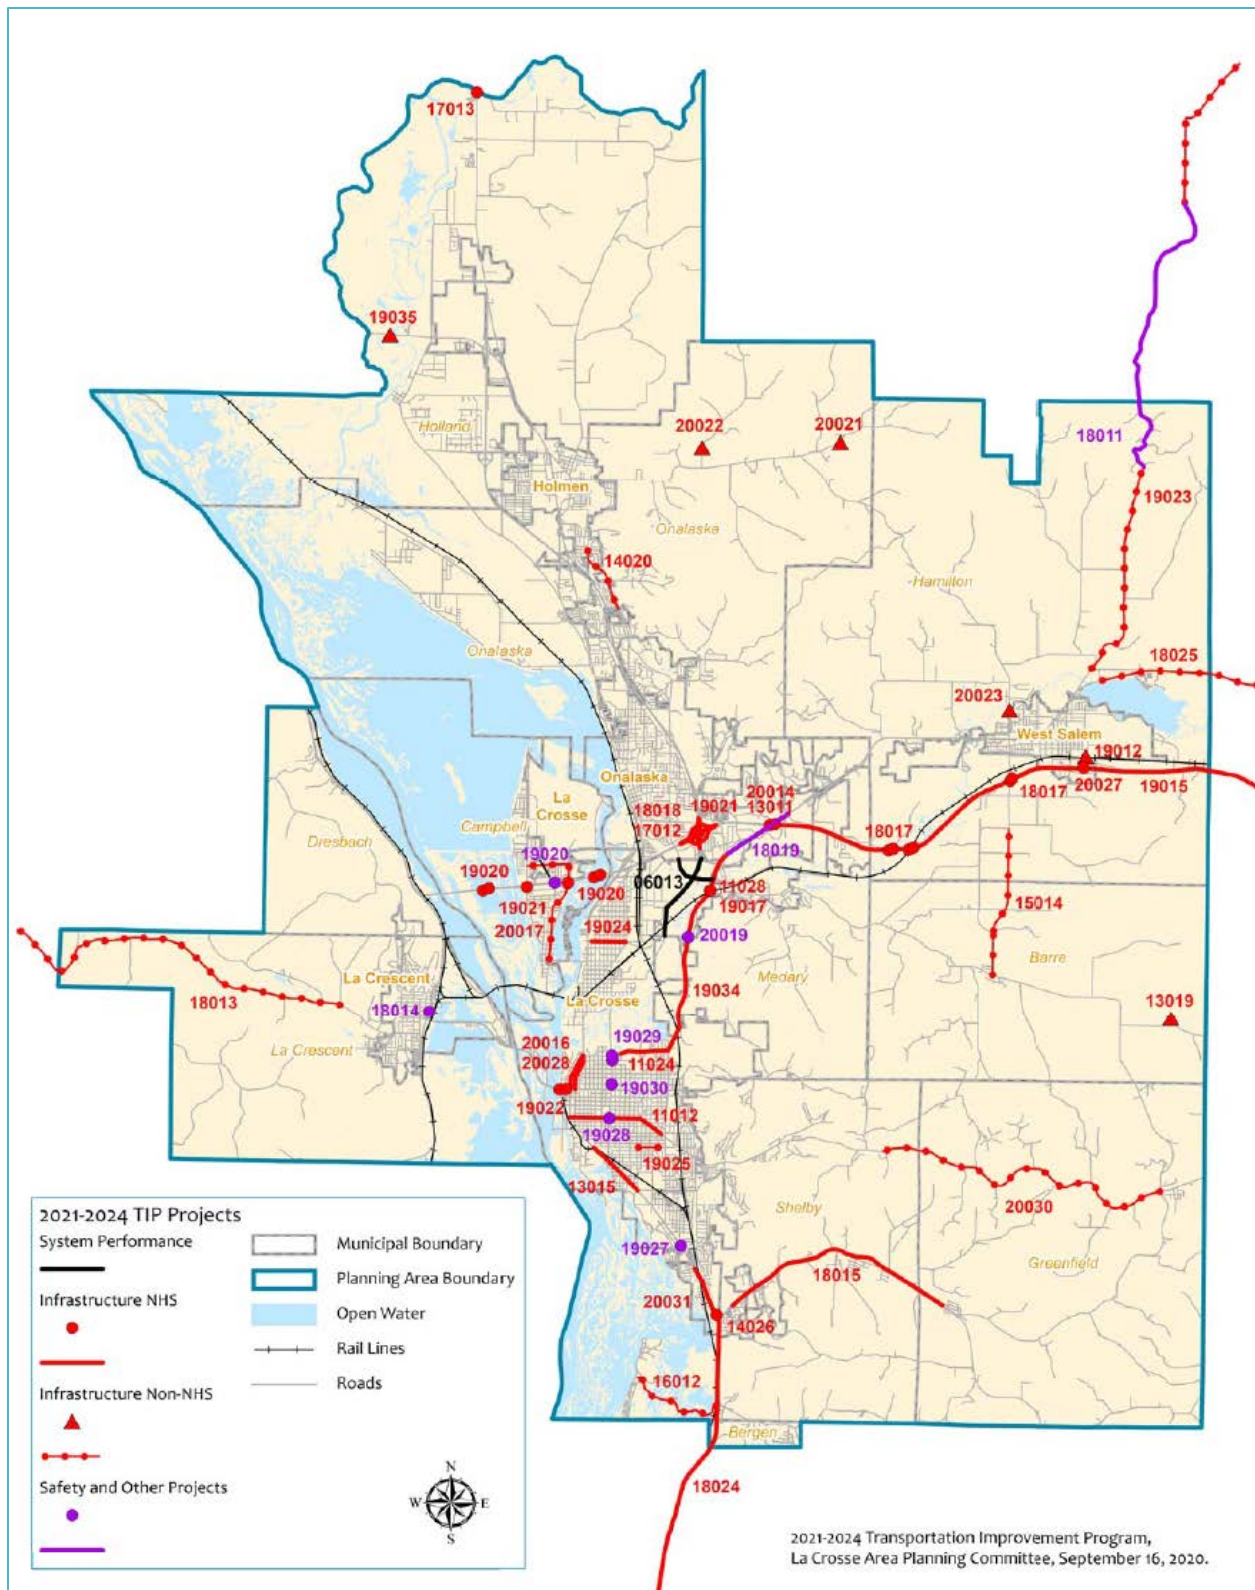 17013
19035
Holland
20022
20021
18011
19023
Holmen
Onalaska
14020
Hamilton
Onalaska
18025
20023
West Salem
19012
20027
19015
18017
Onalaska
La
Crosse
Campbell
Dresbach
18018
19021
17012
20014
13011
18019
18017
19020
19020
19020
19021
20017
19024
06013
11028
19017
20019
15014
Barre
Medary
19034
13019
La Crescent
18014
18013
La Crescent
La Crosse
20016
20028
19029
11024
19030
19022
11012
19028
19025
13015
20030
Shelby
Greenfield
19027
18015
20031
14026
16012
Bergen
18024
2021-2024 TIP Projects
System Performance
Infrastructure NHS
Infrastructure Non-NHS
Safety and Other Projects
Municipal Boundary
Planning Area Boundary
Open Water
Rail Lines
Roads
N
W
E
S
2021-2024 Transportation Improvement Program,
La Crosse Area Planning Committee, September 16, 2020.